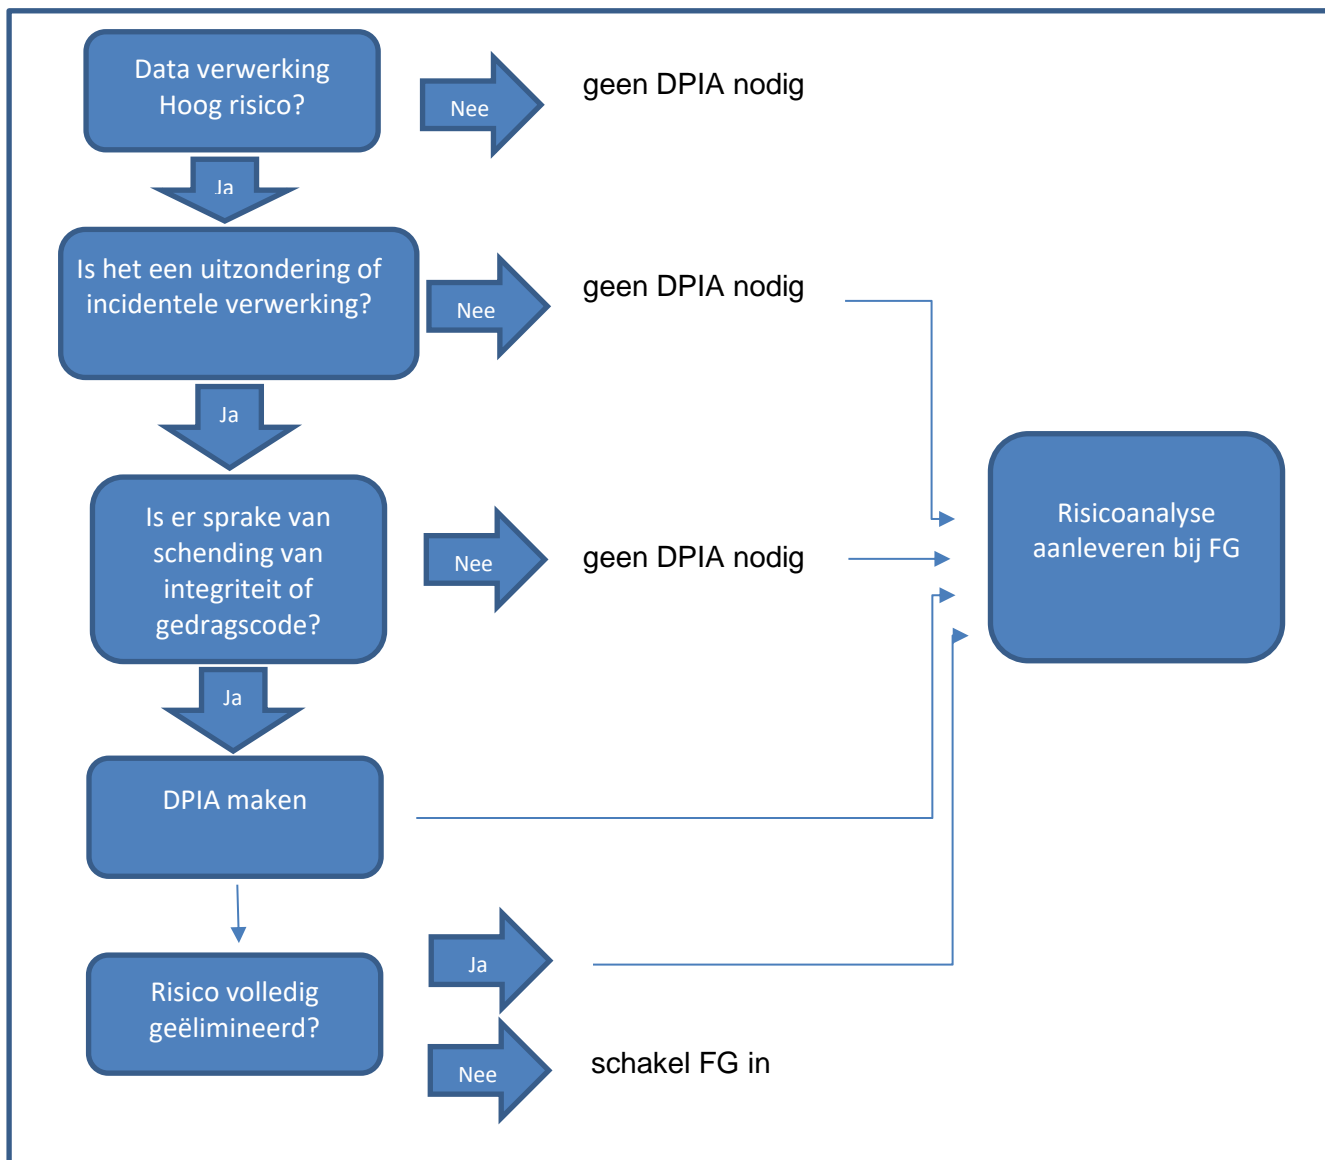 Data verwerking
Hoog risico?
Nee
geen DPIA nodig
Ja
Is het een uitzondering of
incidentele verwerking?
Nee
geen DPIA nodig
Ja
Is er sprake van
schending van
integriteit of
gedragscode?
Nee
geen DPIA nodig
Risicoanalyse
aanleveren bij FG
Ja
DPIA maken
Risico volledig
geëlimineerd?
Ja
Nee
schakel FG in